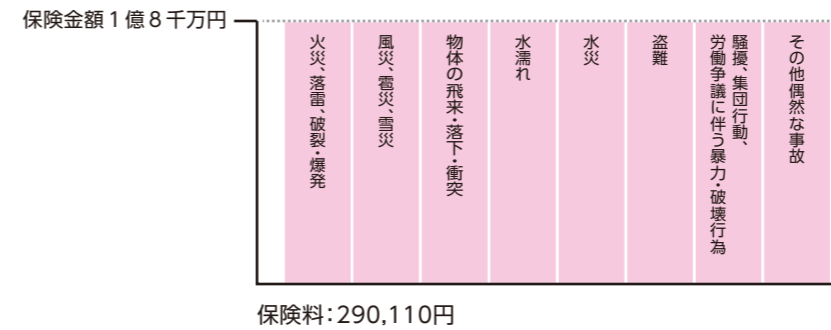 保険金額1億8千万円
火災、落雷、破裂・爆発
風災、雹災、雪災
物体の飛来・落下・衝突
水濡れ
水災
盗難
騒擾、集団行動、
労働争議に伴う暴力・破壊行為
その他偶然な事故
保険料：290,110円